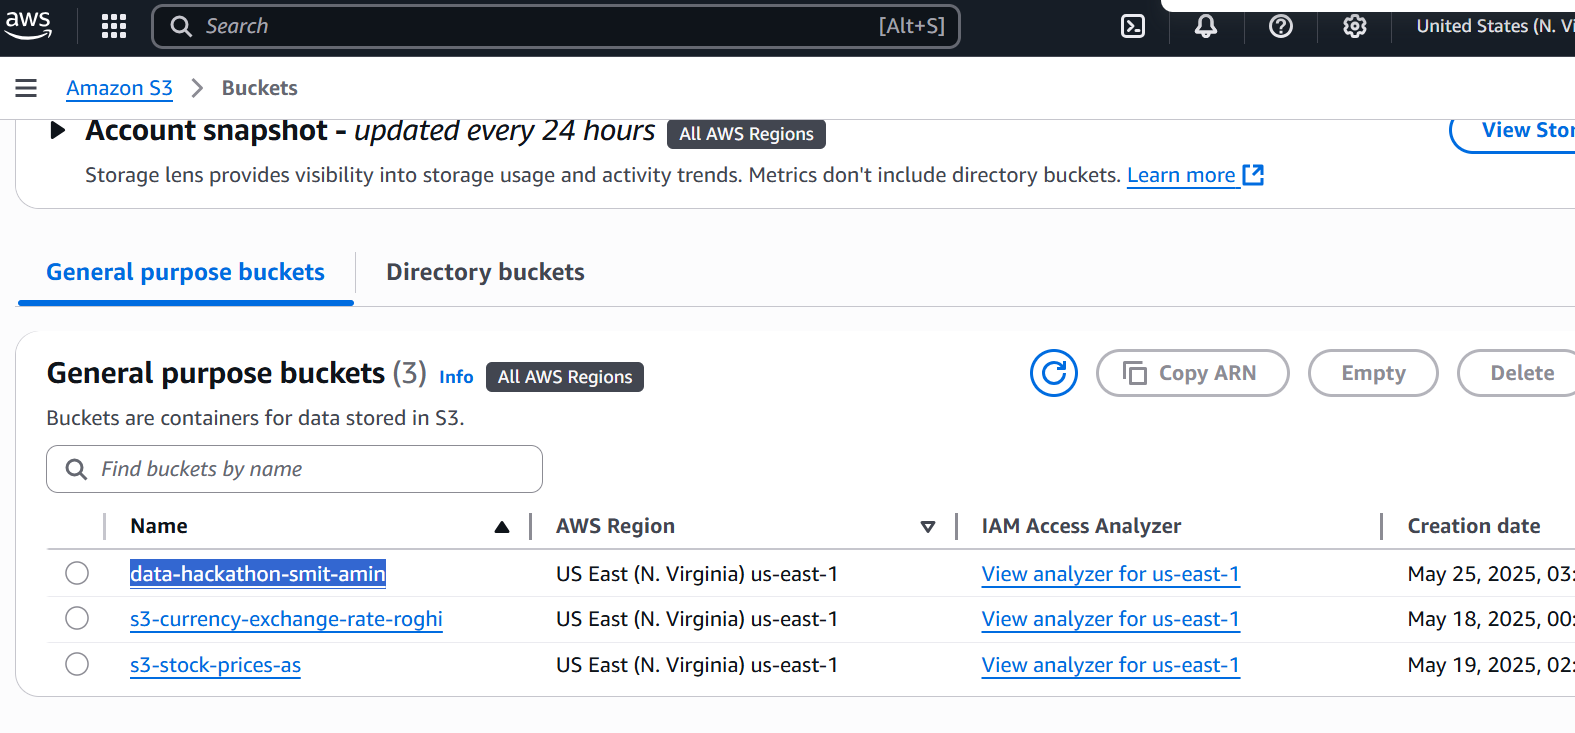 aws Search [Alt+S] United States (N. Vi
Amazon S3 > Buckets
Account snapshot - updated every 24 hours All AWS Regions View Stor
Storage lens provides visibility into storage usage and activity trends. Metrics don't include directory buckets. Learn more
General purpose buckets Directory buckets
General purpose buckets (3) Info All AWS Regions Copy ARN Empty Delete
Buckets are containers for data stored in S3.
Find buckets by name
Name AWS Region IAM Access Analyzer Creation date
data-hackathon-smit-amin US East (N. Virginia) us-east-1 View analyzer for us-east-1 May 25, 2025, 03:
s3-currency-exchange-rate-roghi US East (N. Virginia) us-east-1 View analyzer for us-east-1 May 18, 2025, 00:
s3-stock-prices-as US East (N. Virginia) us-east-1 View analyzer for us-east-1 May 19, 2025, 02: